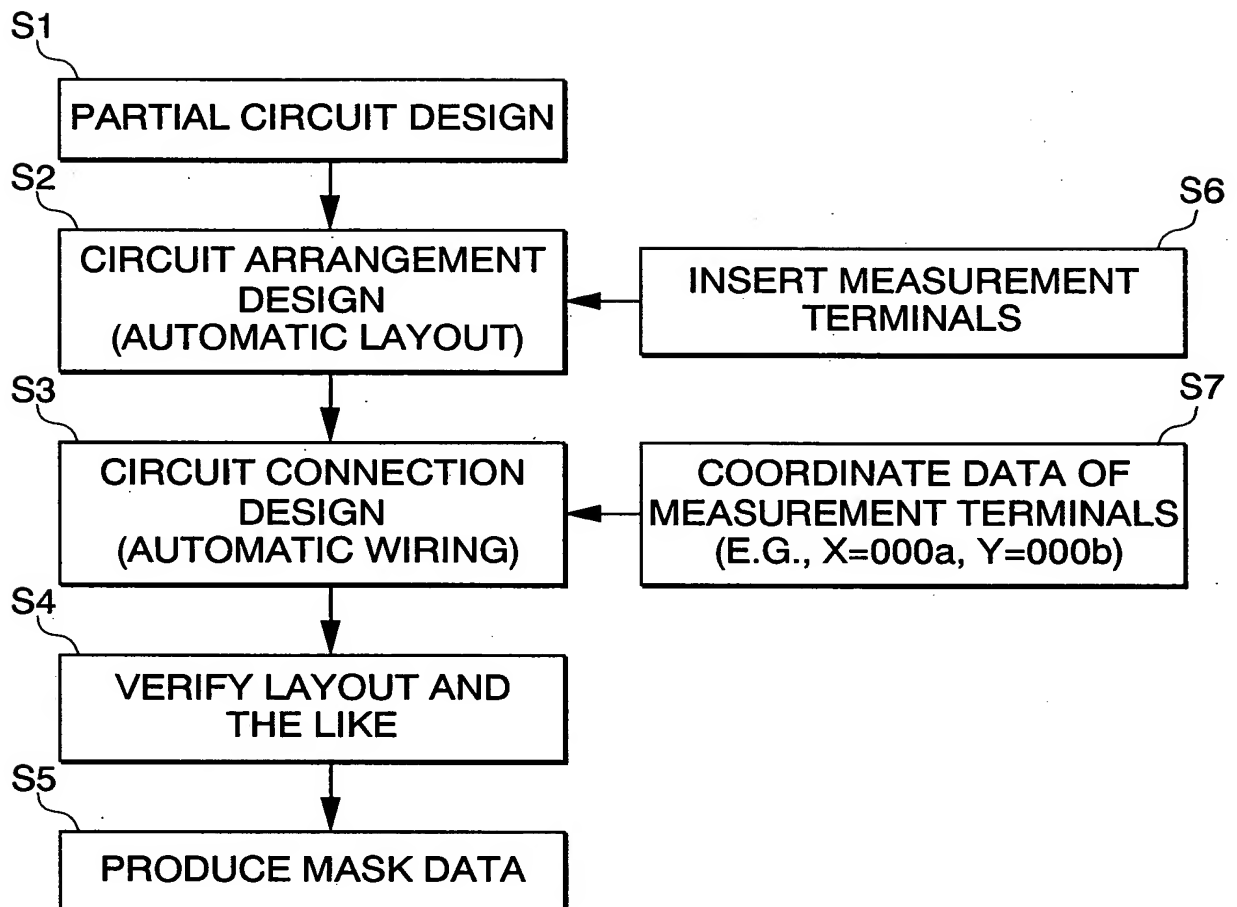 S1
PARTIAL CIRCUIT DESIGN
S2
CIRCUIT ARRANGEMENT
DESIGN
(AUTOMATIC LAYOUT)
S6
INSERT MEASUREMENT
TERMINALS
S3
CIRCUIT CONNECTION
DESIGN
(AUTOMATIC WIRING)
S7
COORDINATE DATA OF
MEASUREMENT TERMINALS
(E.G., X=000a, Y=000b)
S4
VERIFY LAYOUT AND
THE LIKE
S5
PRODUCE MASK DATA